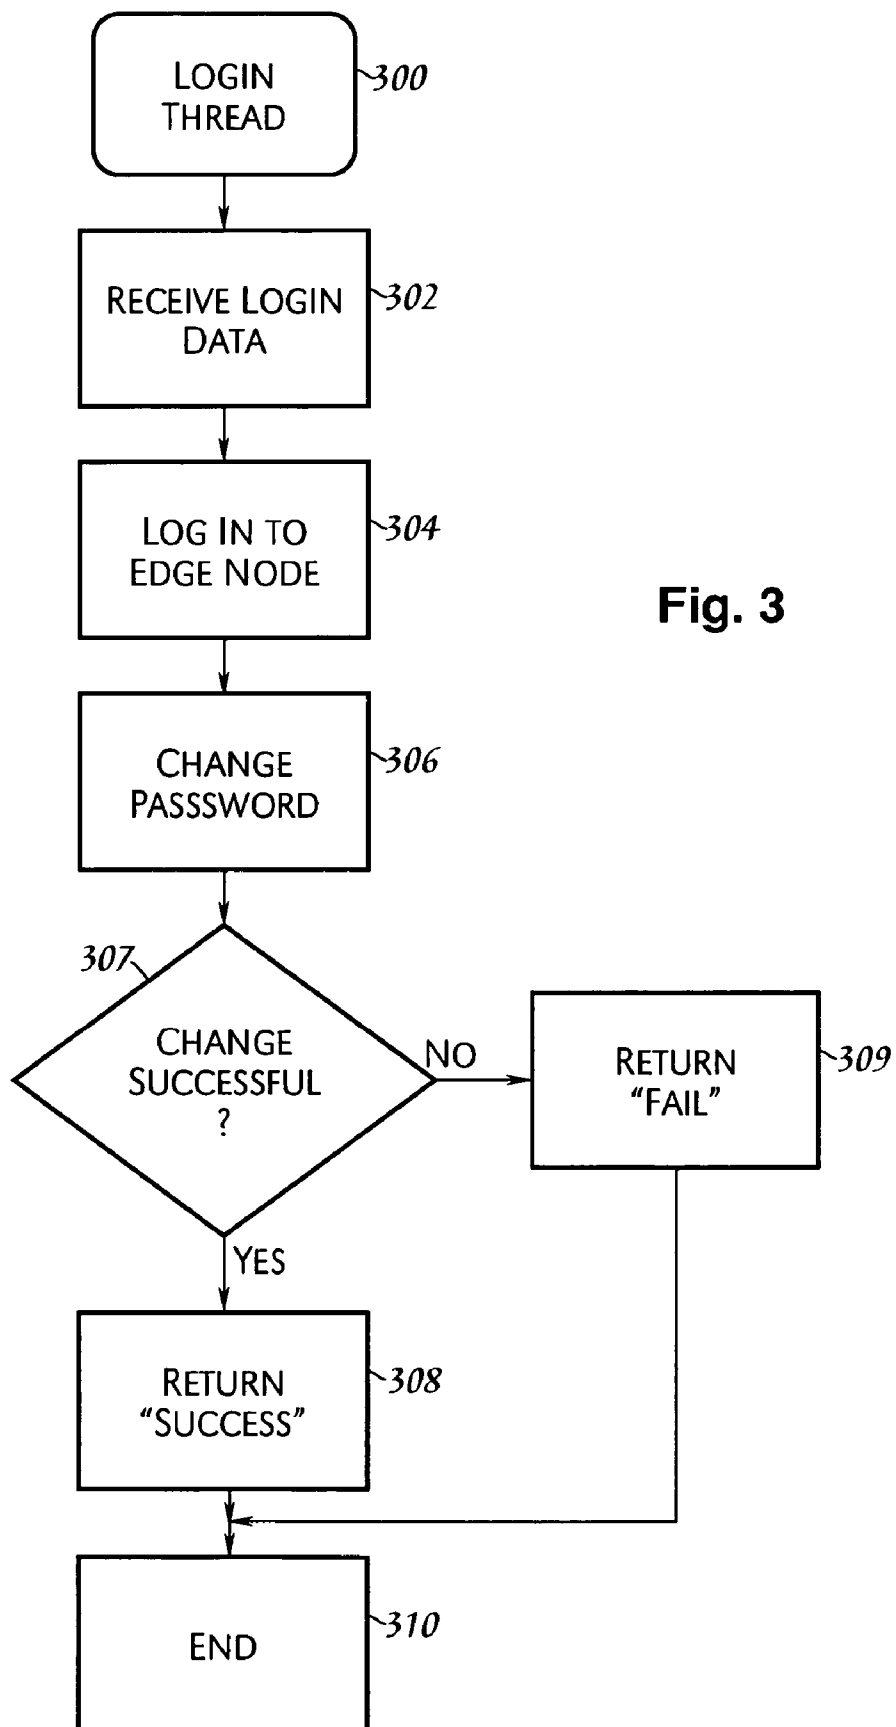 LOGIN
THREAD
300
RECEIVE LOGIN
DATA
302
LOG IN TO
EDGE NODE
304
Fig. 3
CHANGE
PASSSWORD
306
307
CHANGE
SUCCESSFUL
?
NO
RETURN
“FAIL”
309
YES
RETURN
“SUCCESS”
308
END
310